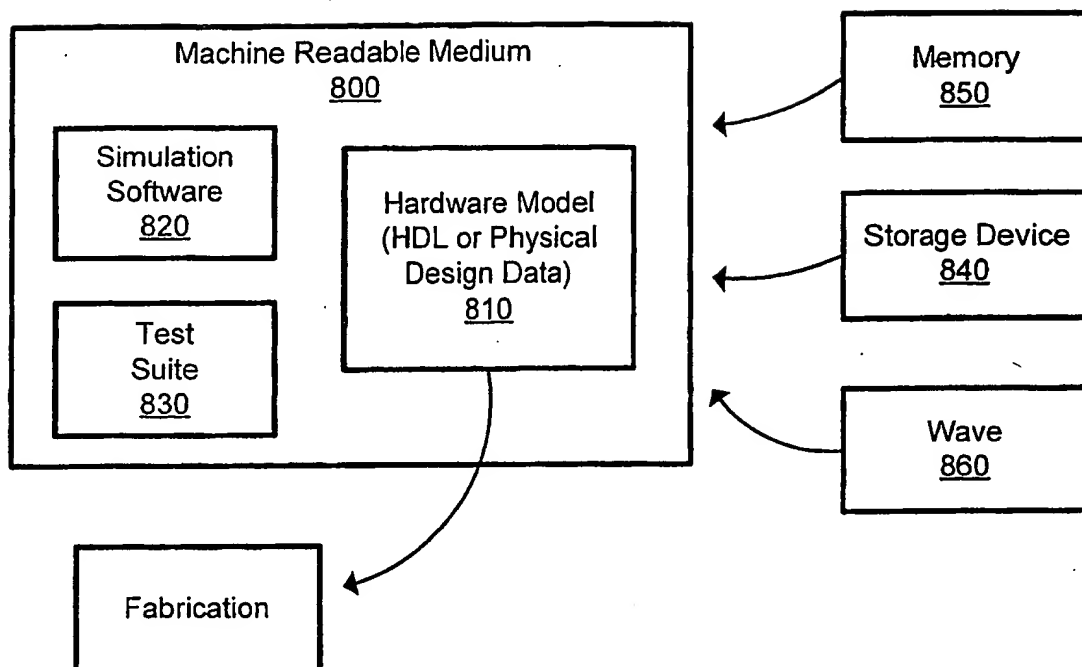 Machine Readable Medium
800
Simulation
Software
820
Test
Suite
830
Hardware Model
(HDL or Physical
Design Data)
810
Memory
850
Storage Device
840
Wave
860
Fabrication